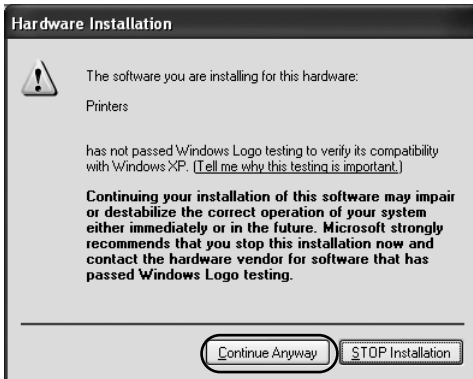 Hardware Installation
The software you are installing for this hardware:
Printers
has not passed Windows Logo testing to verify its compatibility
with Windows XP. (Tell me why this testing is important.)
Continuing your installation of this software may impair
or destabilize the correct operation of your system
either immediately or in the future. Microsoft strongly
recommends that you stop this installation now and
contact the hardware vendor for software that has
passed Windows Logo testing.
Continue Anyway STOP Installation